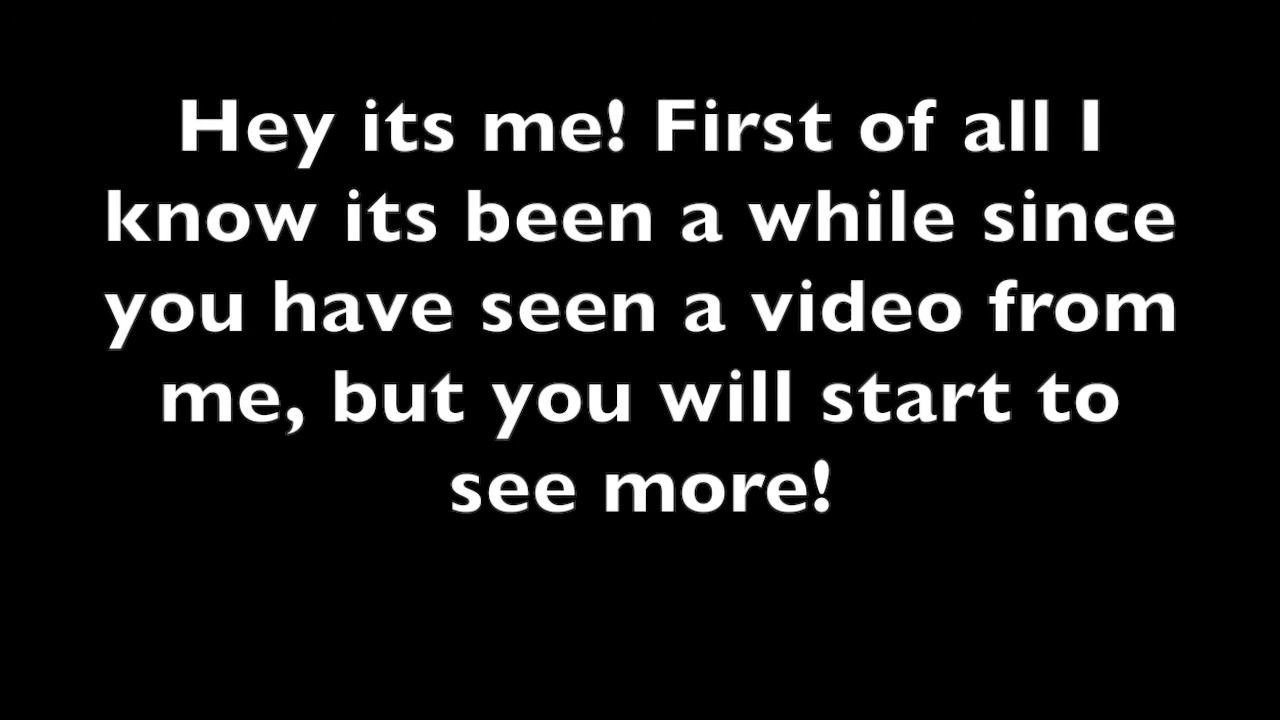 Hey its me! First of all I
know its been a while since
you have seen a video from
me, but you will start to
see more!